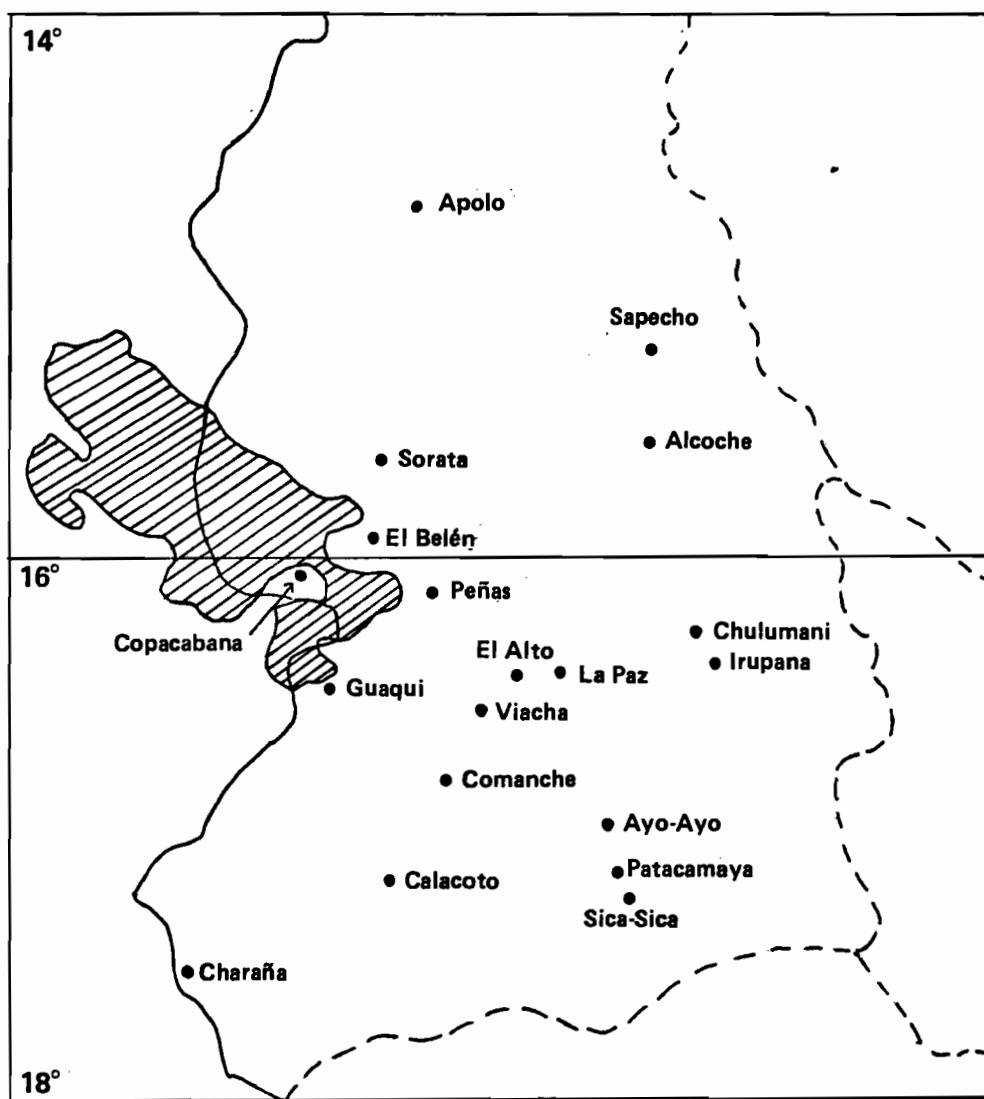 14°
Apolo
Sapecho
Alcoche
Sorata
El Belén
16°
Peñas
Copacabana
Chulumani
El Alto
Irupana
La Paz
Guaqui
Viacha
Comanche
Ayo-Ayo
Patacamaya
Calacoto
Sica-Sica
Charaña
18°